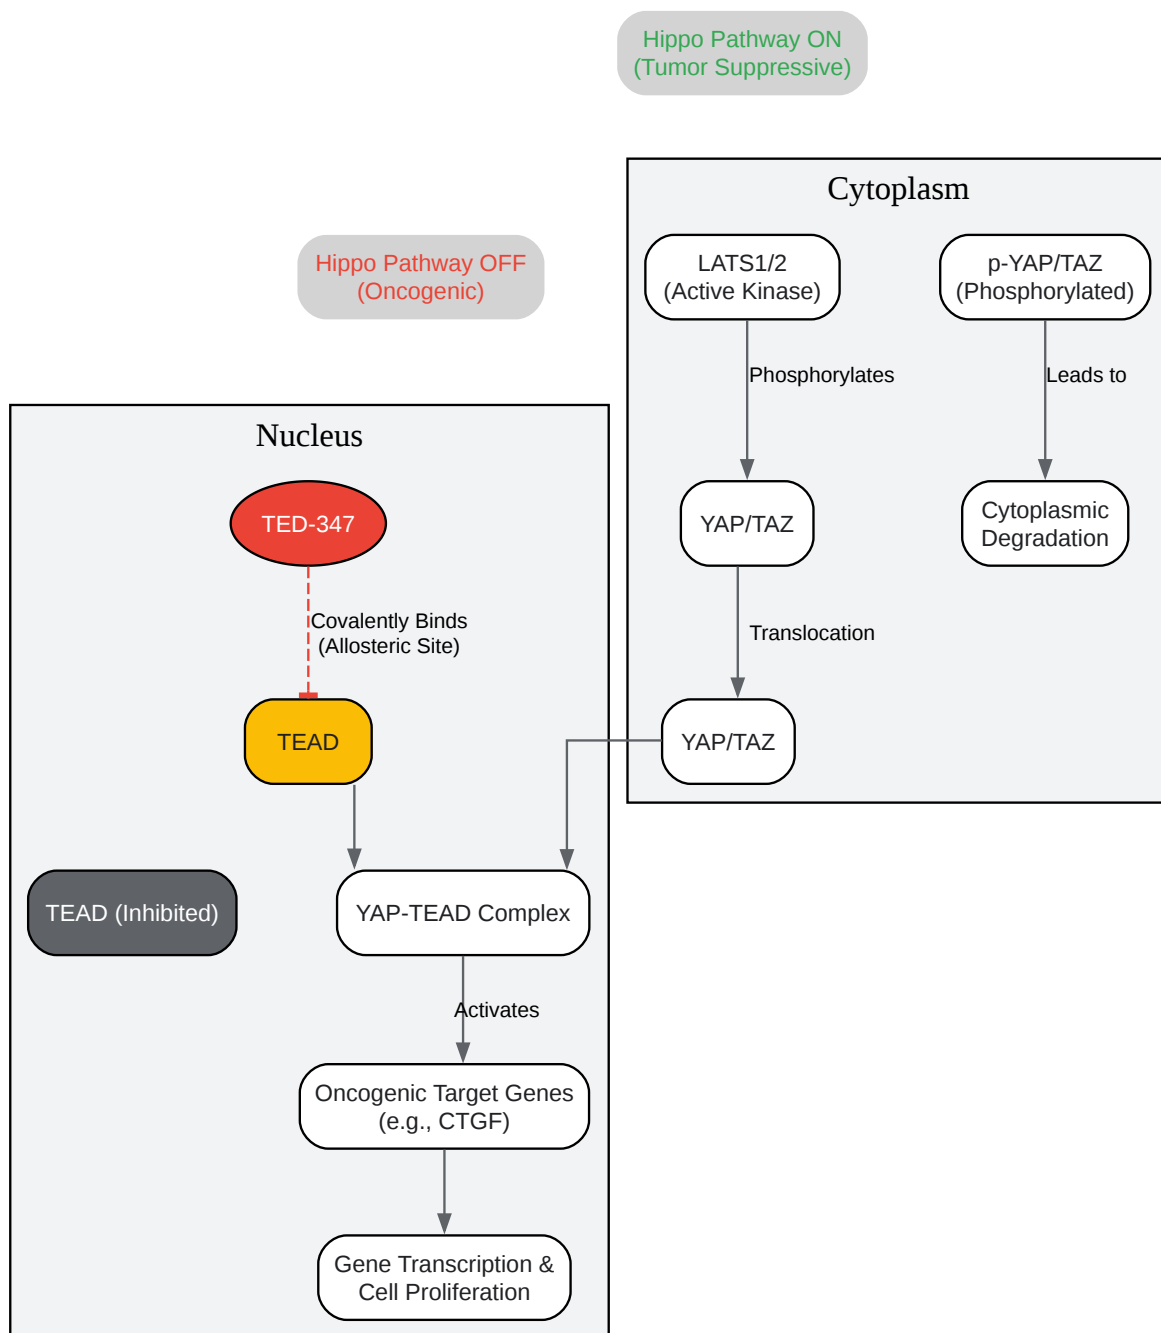 Hippo Pathway ON
(Tumor Suppressive)
Cytoplasm
Hippo Pathway OFF
(Oncogenic)
LATS1/2
(Active Kinase)
p-YAP/TAZ
(Phosphorylated)
Phosphorylates
Leads to
Nucleus
TED-347
YAP/TAZ
Cytoplasmic
Degradation
Covalently Binds
(Allosteric Site)
Translocation
TEAD
YAP/TAZ
TEAD (Inhibited)
YAP-TEAD Complex
Activates
Oncogenic Target Genes
(e.g., CTGF)
Gene Transcription &
Cell Proliferation